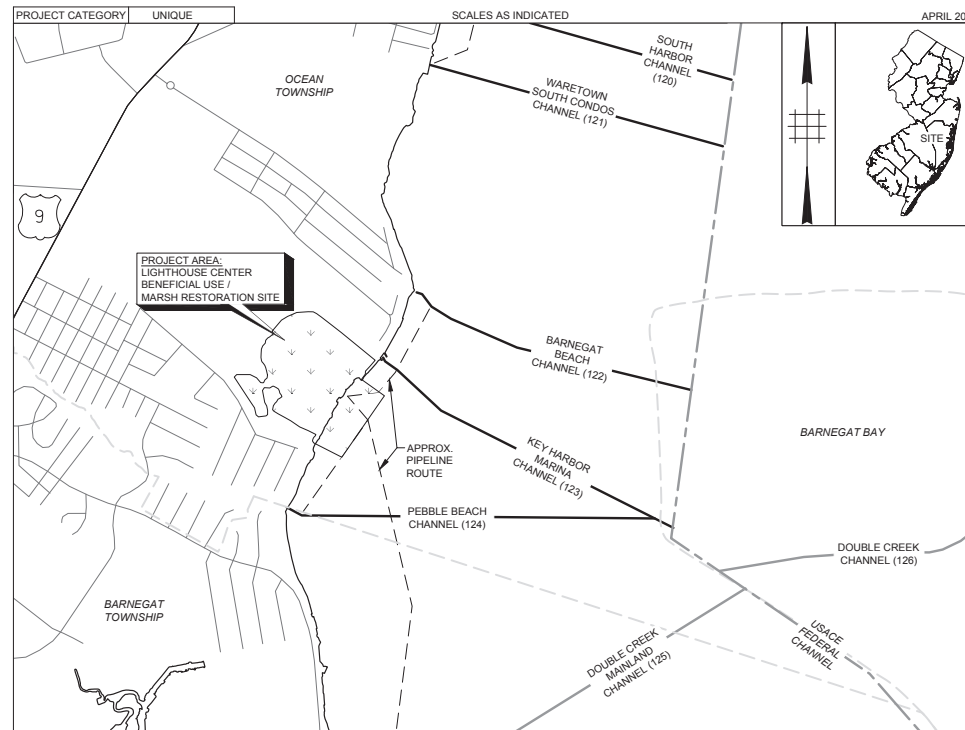 PROJECT CATEGORY UNIQUE SCALES AS INDICATED APRIL 20
OCEAN
TOWNSHIP
SOUTH
HARBOR
CHANNEL
(120)
WARETOWN
SOUTH CONDOS
CHANNEL (121)
SITE
9
PROJECT AREA:
LIGHTHOUSE CENTER
BENEFICIAL USE /
MARSH RESTORATION SITE
BARNEGAT
BEACH
CHANNEL (122)
BARNEGAT BAY
KEY HARBOR
MARINA
CHANNEL (123)
APPROX.
PIPELINE
ROUTE
PEBBLE BEACH
CHANNEL (124)
DOUBLE CREEK
CHANNEL (126)
BARNEGAT
TOWNSHIP
DOUBLE CREEK
MAINLAND
CHANNEL (125)
USACE
FEDERAL
CHANNEL